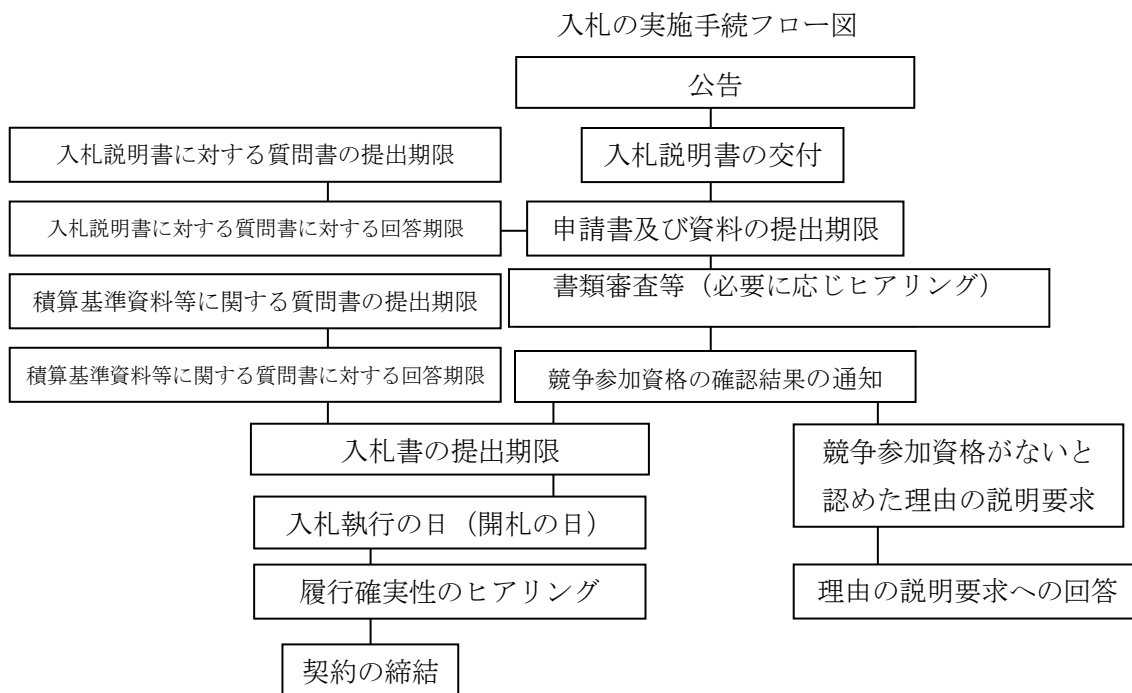 入札の実施手続フロー図
公告
入札説明書に対する質問書の提出期限
入札説明書の交付
入札説明書に対する質問書に対する回答期限
申請書及び資料の提出期限
積算基準資料等に関する質問書の提出期限
書類審査等（必要に応じヒアリング）
積算基準資料等に関する質問書に対する回答期限
競争参加資格の確認結果の通知
入札書の提出期限
競争参加資格がないと
認めた理由の説明要求
入札執行の日（開札の日）
履行確実性のヒアリング
理由の説明要求への回答
契約の締結